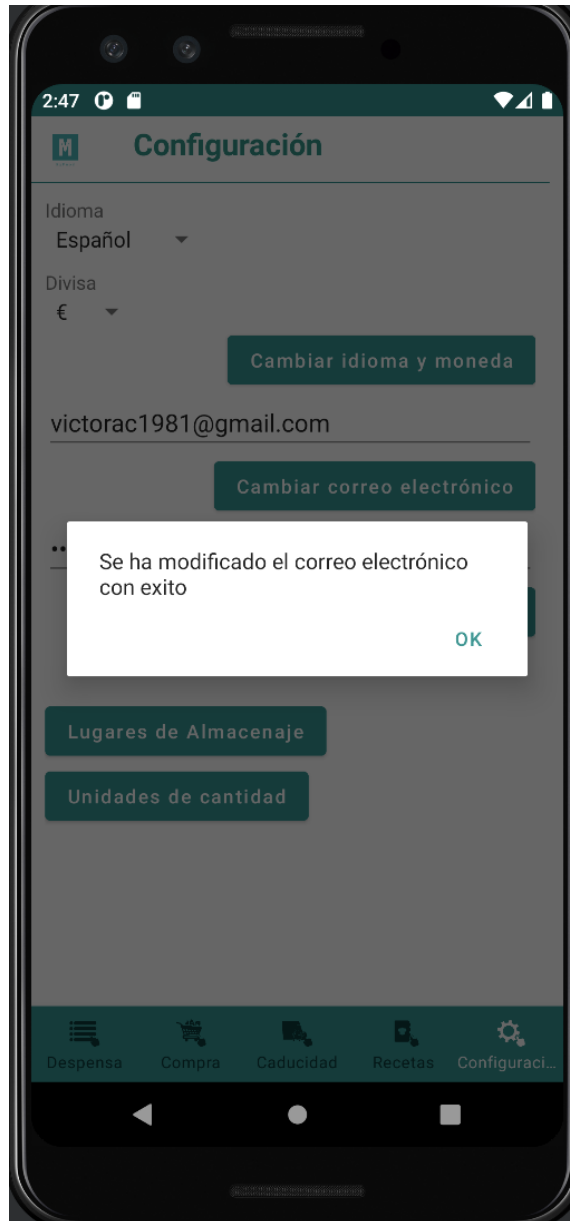 2:47
M
Configuración
Idioma
Español
Divisa
€
Cambiar idioma y moneda
victorac1981@gmail.com
Cambiar correo electrónico
••
Se ha modificado el correo electrónico
con exito
OK
Lugares de Almacenaje
Unidades de cantidad
Despensa
Compra
Caducidad
Recetas
Configuraci...